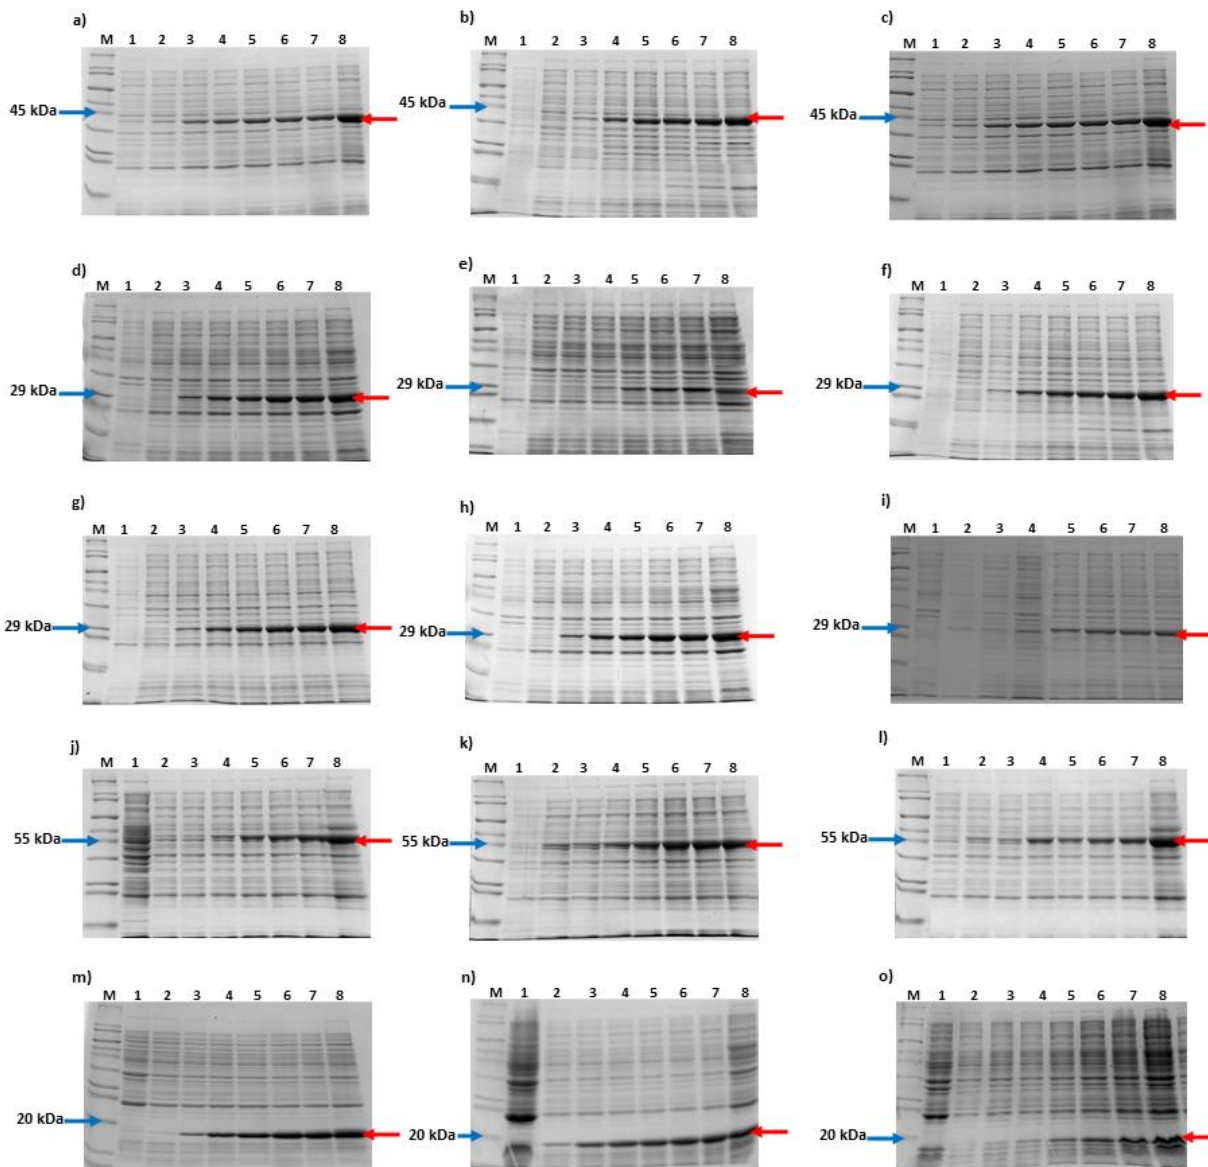 a) b) c)
M 1 2 3 4 5 6 7 8 M 1 2 3 4 5 6 7 8 M 1 2 3 4 5 6 7 8
45 kDa 45 kDa 45 kDa
d) e) f)
M 1 2 3 4 5 6 7 8 M 1 2 3 4 5 6 7 8 M 1 2 3 4 5 6 7 8
29 kDa 29 kDa 29 kDa
g) h) i)
M 1 2 3 4 5 6 7 8 M 1 2 3 4 5 6 7 8 M 1 2 3 4 5 6 7 8
29 kDa 29 kDa 29 kDa
j) k) l)
M 1 2 3 4 5 6 7 8 M 1 2 3 4 5 6 7 8 M 1 2 3 4 5 6 7 8
55 kDa 55 kDa 55 kDa
m) n) o)
M 1 2 3 4 5 6 7 8 M 1 2 3 4 5 6 7 8 M 1 2 3 4 5 6 7 8
20 kDa 20 kDa 20 kDa